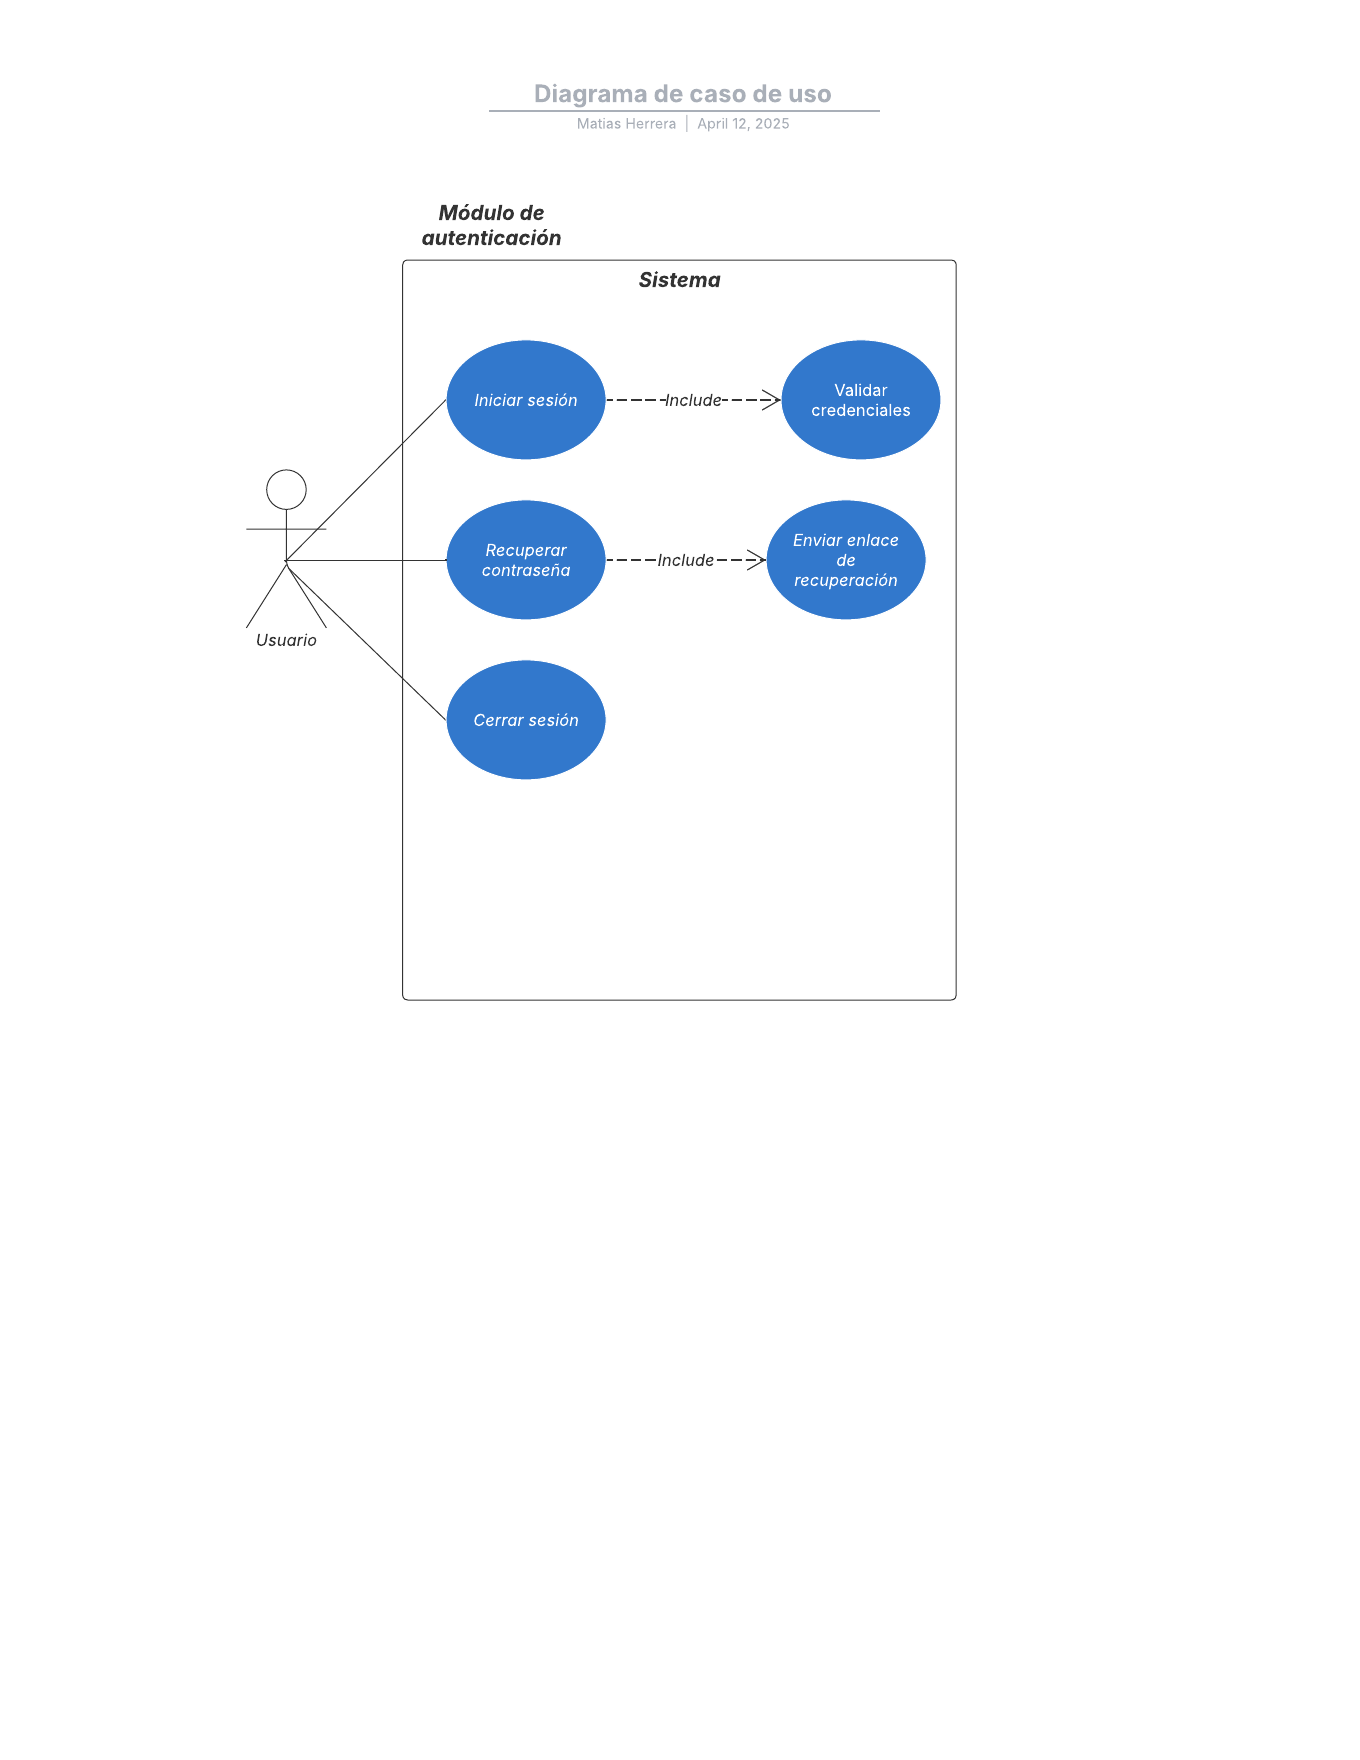 Diagrama de caso de uso
Matias Herrera | April 12, 2025
Módulo de
autenticación
Sistema
Iniciar sesión
Include
Validar
credenciales
Recuperar
contraseña
Include
Enviar enlace
de
recuperación
Usuario
Cerrar sesión